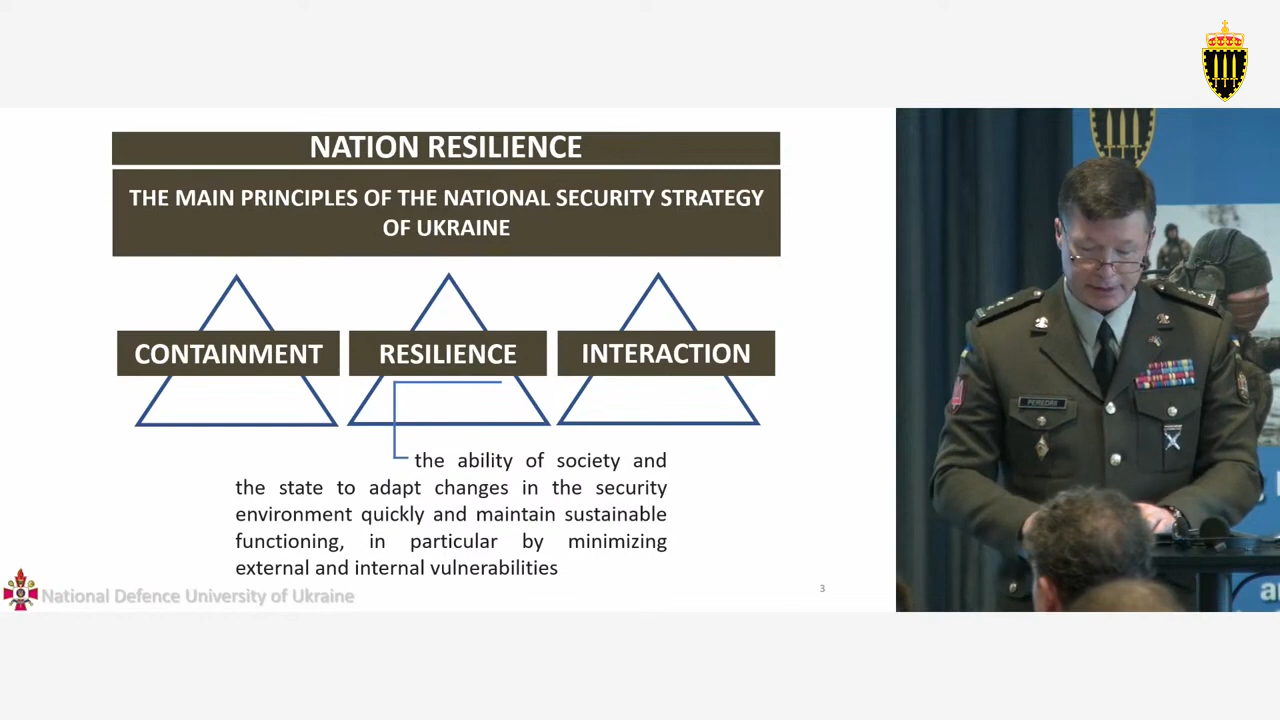 NATION RESILIENCE
THE MAIN PRINCIPLES OF THE NATIONAL SECURITY STRATEGY
OF UKRAINE
CONTAINMENT
RESILIENCE
INTERACTION
the ability of society and
the state to adapt changes in the security
environment quickly and maintain sustainable
functioning, in particular by minimizing
external and internal vulnerabilities
National Defence University of Ukraine
3